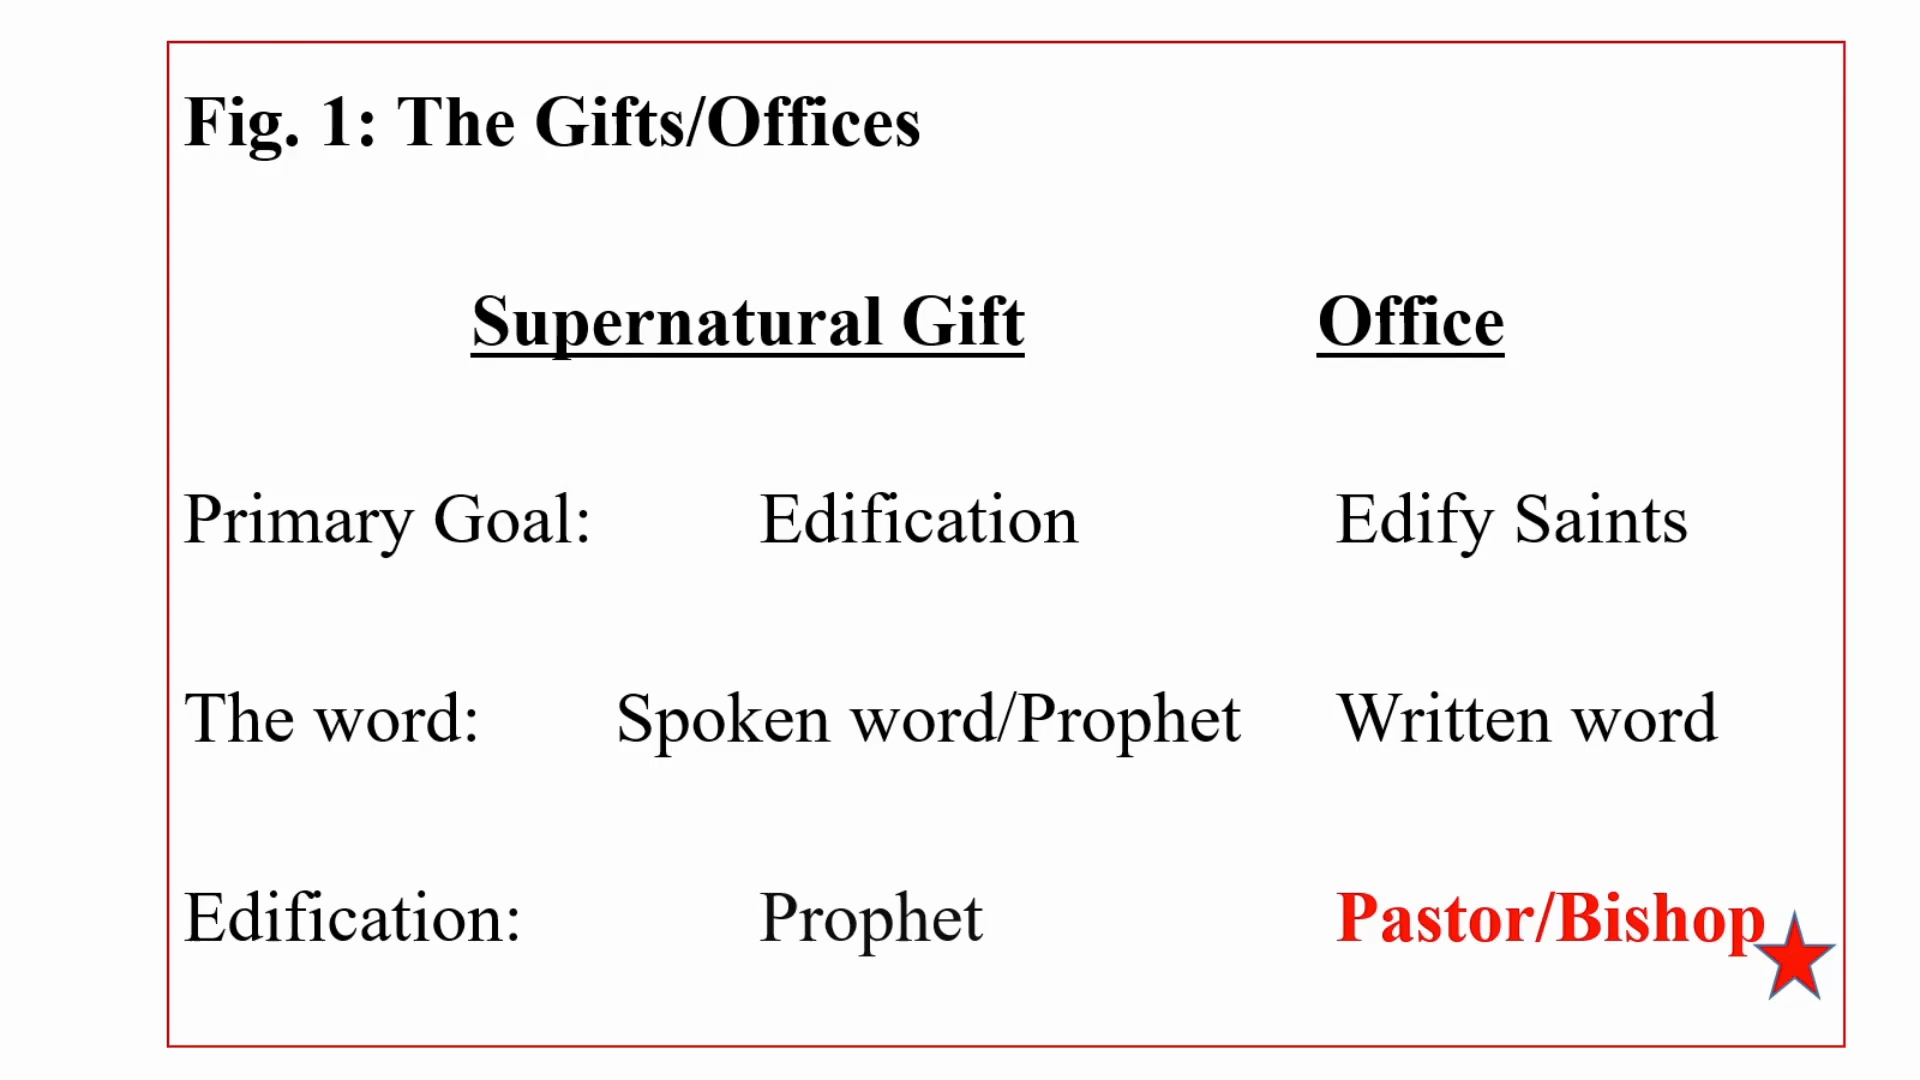 Fig. 1: The Gifts/Offices
Supernatural Gift Office
Primary Goal: Edification Edify Saints
The word: Spoken word/Prophet Written word
Edification: Prophet Pastor/Bishop